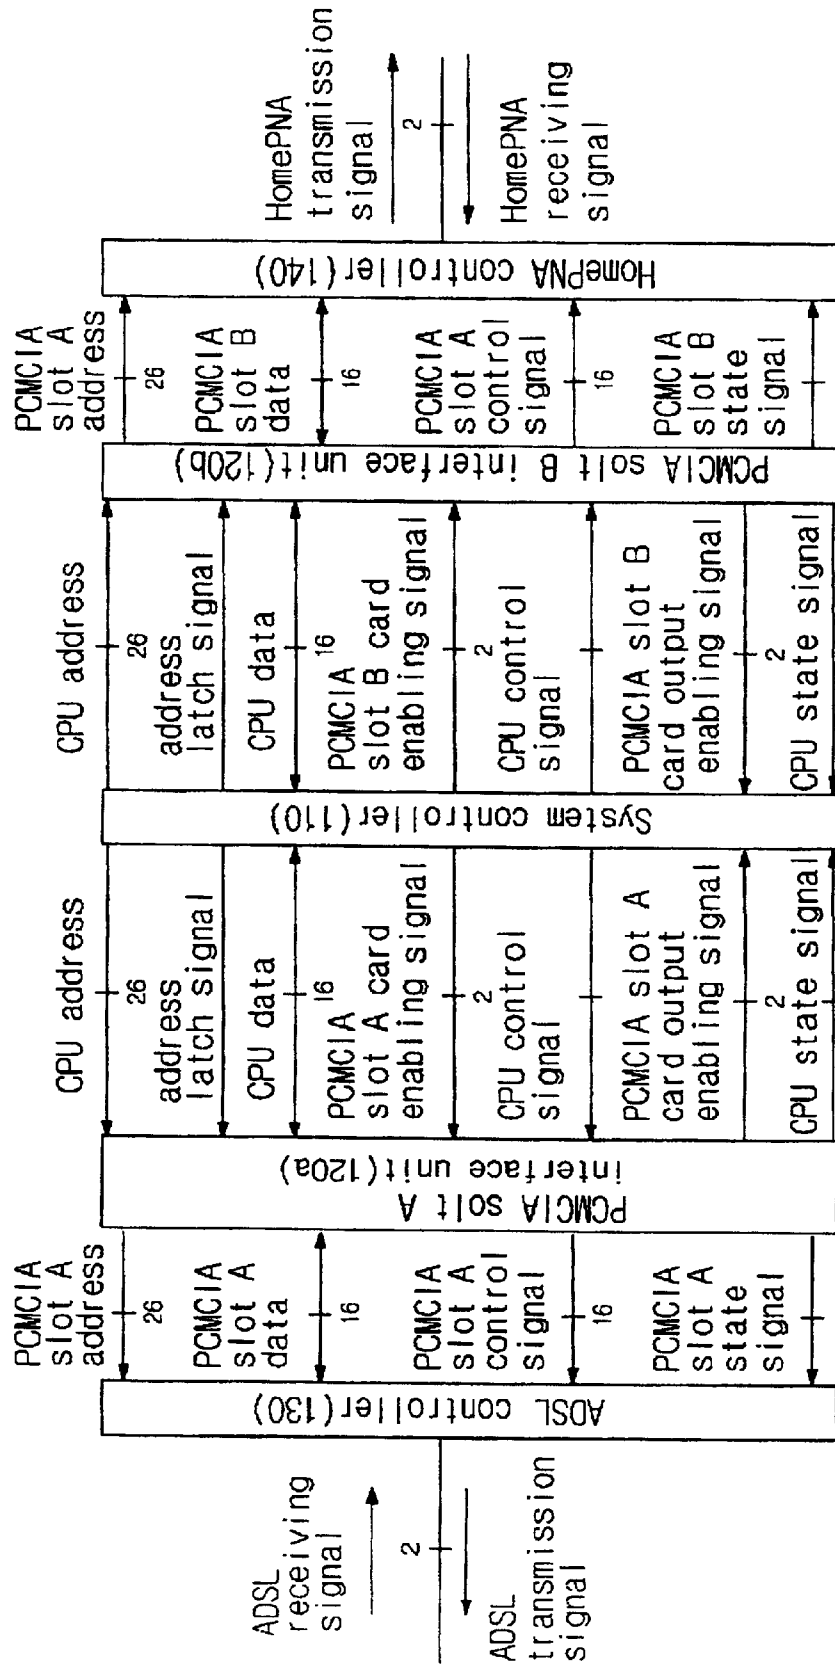 ADSL
receiving
signal
2
ADSL
transmission
signal
ADSL controller(130)
PCMCIA
slot A
address
26
PCMCIA
slot A
data
16
PCMCIA
slot A
control
signal
16
PCMCIA
slot A
state
signal
PCMCIA solt A
interface unit(120a)
CPU address
26
address
latch signal
CPU data
16
PCMCIA
slot A card
enabling signal
2
CPU control
signal
PCMCIA slot A
card output
enabling signal
2
CPU state signal
System controller(110)
CPU address
26
address
latch signal
CPU data
16
PCMCIA
slot B card
enabling signal
2
CPU control
signal
PCMCIA slot B
card output
enabling signal
2
CPU state signal
PCMCIA solt B interface unit(120b)
PCMCIA
slot A
address
26
PCMCIA
slot B
data
16
PCMCIA
slot A
control
signal
16
PCMCIA
slot B
state
signal
HomePNA controller(140)
HomePNA
transmission
signal
2
HomePNA
receiving
signal